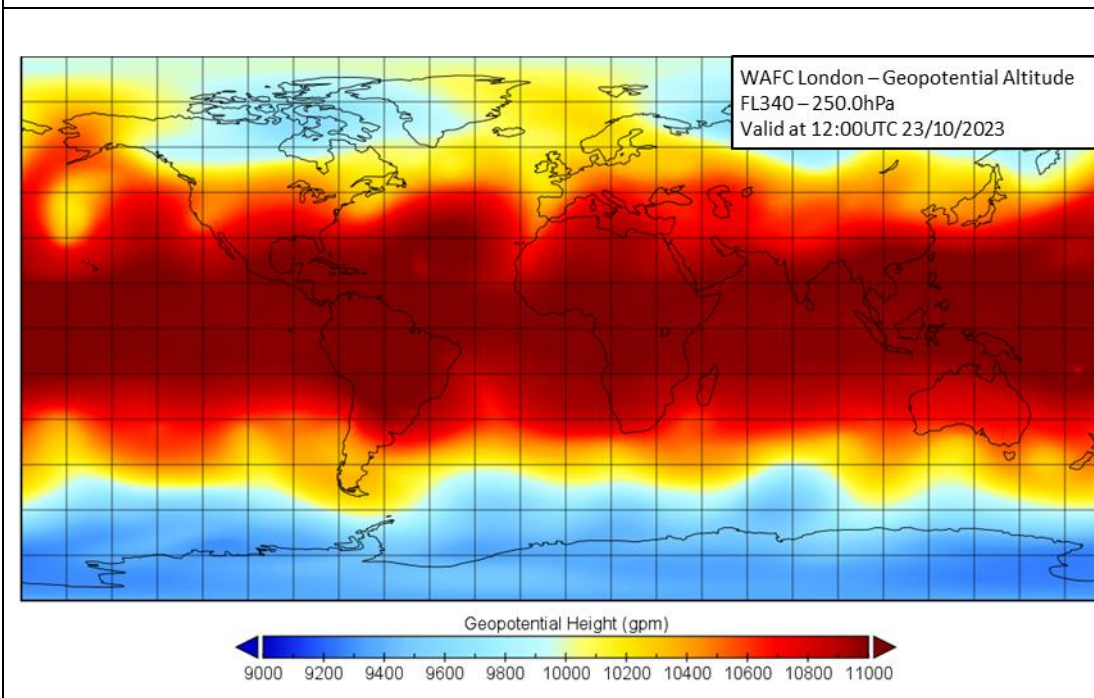 WAFC London – Geopotential Altitude
FL340 – 250.0hPa
Valid at 12:00UTC 23/10/2023
Geopotential Height (gpm)
9000 9200 9400 9600 9800 10000 10200 10400 10600 10800 11000